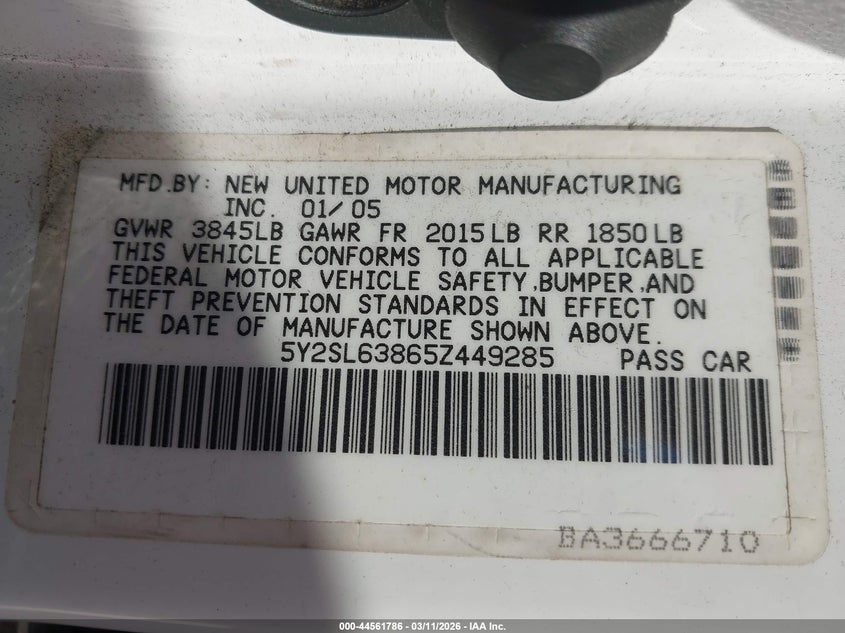 MFD.BY: NEW UNITED MOTOR MANUFACTURING
INC. 01/05
GVWR 3845LB GAWR FR 2015LB RR 1850LB
THIS VEHICLE CONFORMS TO ALL APPLICABLE
FEDERAL MOTOR VEHICLE SAFETY,BUMPER,AND
THEFT PREVENTION STANDARDS IN EFFECT ON
THE DATE OF MANUFACTURE SHOWN ABOVE.
5Y2SL63865Z449285 PASS CAR
BA3666710
000-44561786 - 03/11/2026 - IAA Inc.